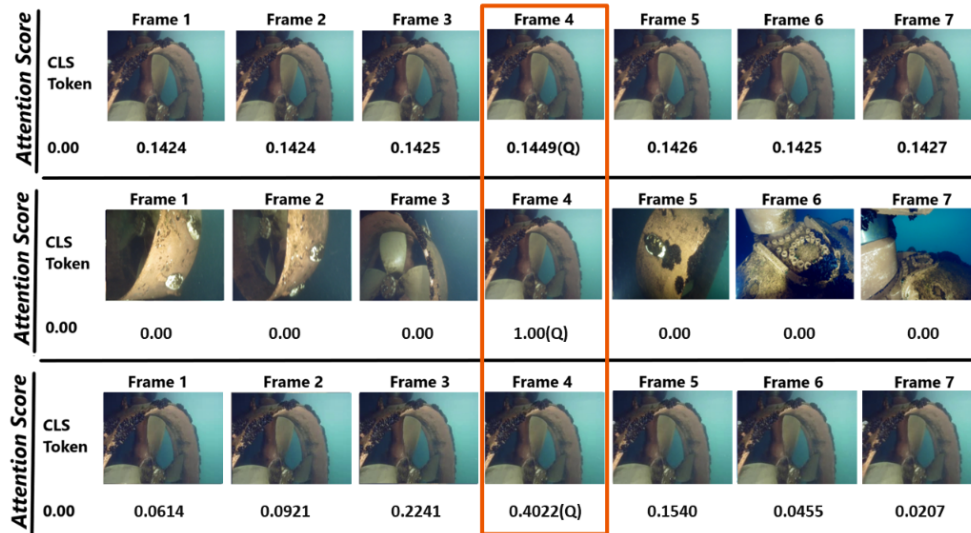 Attention Score
Frame 1 Frame 2 Frame 3 Frame 4 Frame 5 Frame 6 Frame 7
CLS
Token
0.00 0.1424 0.1424 0.1425 0.1449(Q) 0.1426 0.1425 0.1427
Attention Score
Frame 1 Frame 2 Frame 3 Frame 4 Frame 5 Frame 6 Frame 7
CLS
Token
0.00 0.00 0.00 0.00 1.00(Q) 0.00 0.00 0.00
Attention Score
Frame 1 Frame 2 Frame 3 Frame 4 Frame 5 Frame 6 Frame 7
CLS
Token
0.00 0.0614 0.0921 0.2241 0.4022(Q) 0.1540 0.0455 0.0207